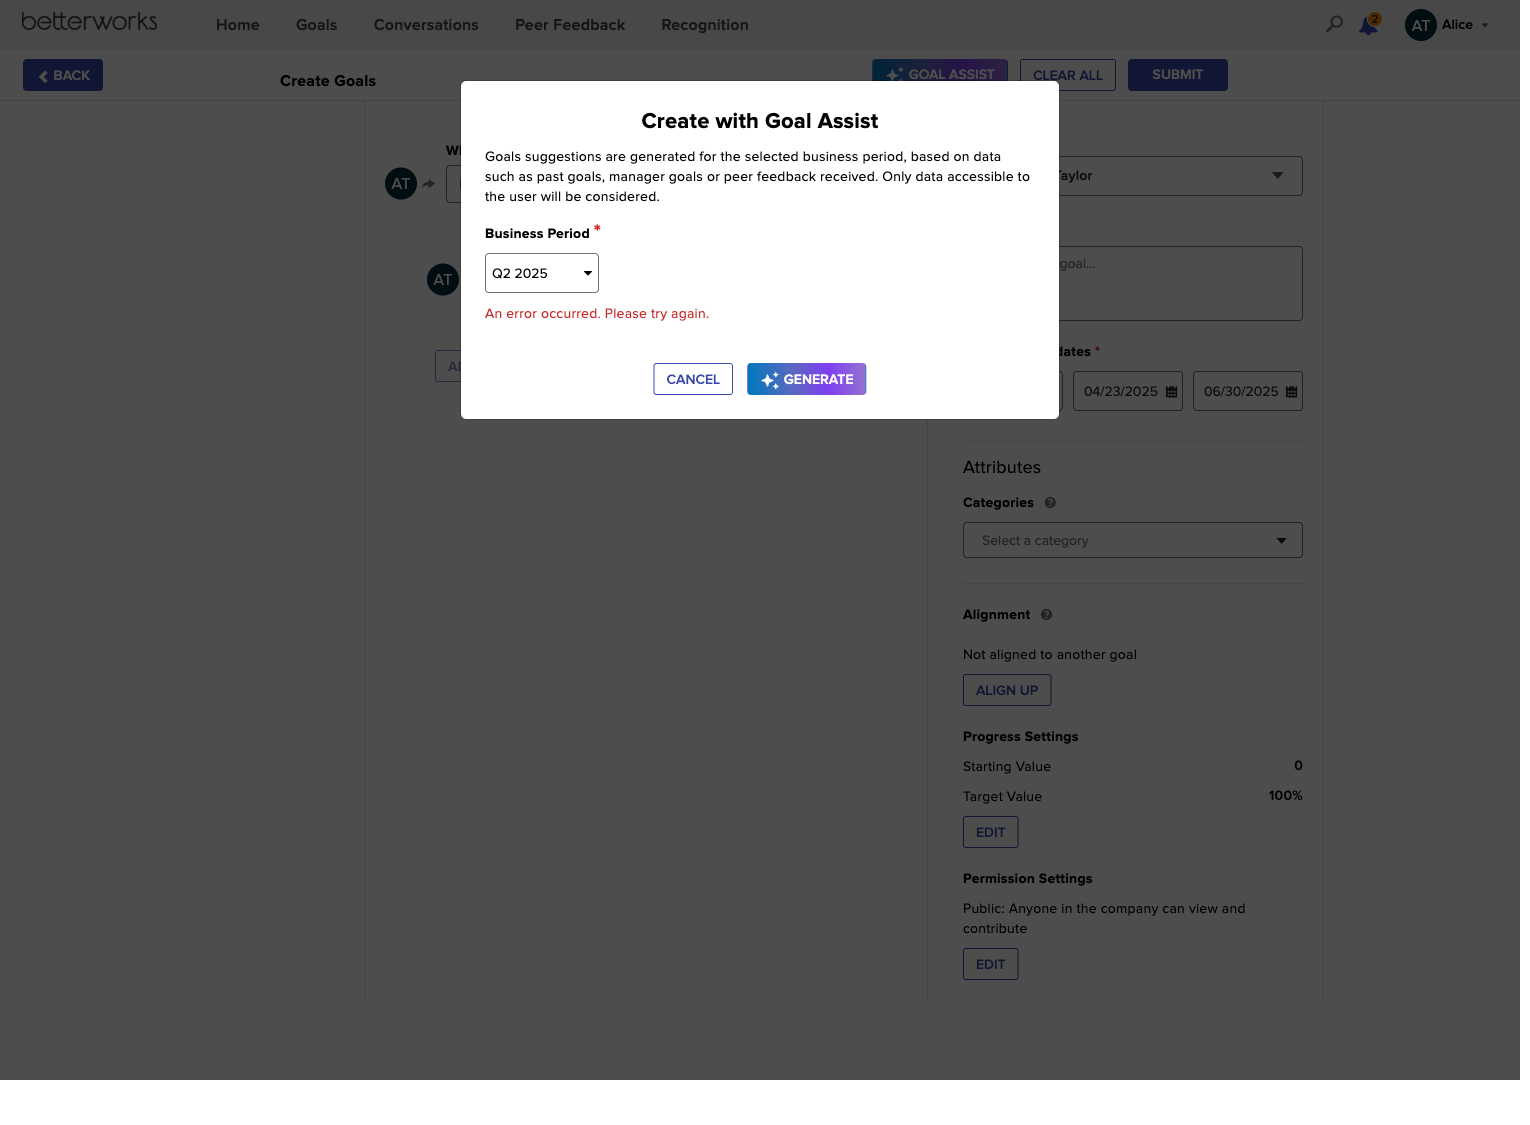 betterworks
Home
Goals
Conversations
Peer Feedback
Recognition
2
AT
Alice
BACK
Create Goals
GOAL ASSIST
CLEAR ALL
SUBMIT
Create with Goal Assist
Goals suggestions are generated for the selected business period, based on data
such as past goals, manager goals or peer feedback received. Only data accessible to
the user will be considered.
Business Period *
Q2 2025
An error occurred. Please try again.
CANCEL
GENERATE
AT
AT
Taylor
goal...
dates *
04/23/2025
06/30/2025
Attributes
Categories ?
Select a category
Alignment ?
Not aligned to another goal
ALIGN UP
Progress Settings
Starting Value 0
Target Value 100%
EDIT
Permission Settings
Public: Anyone in the company can view and
contribute
EDIT